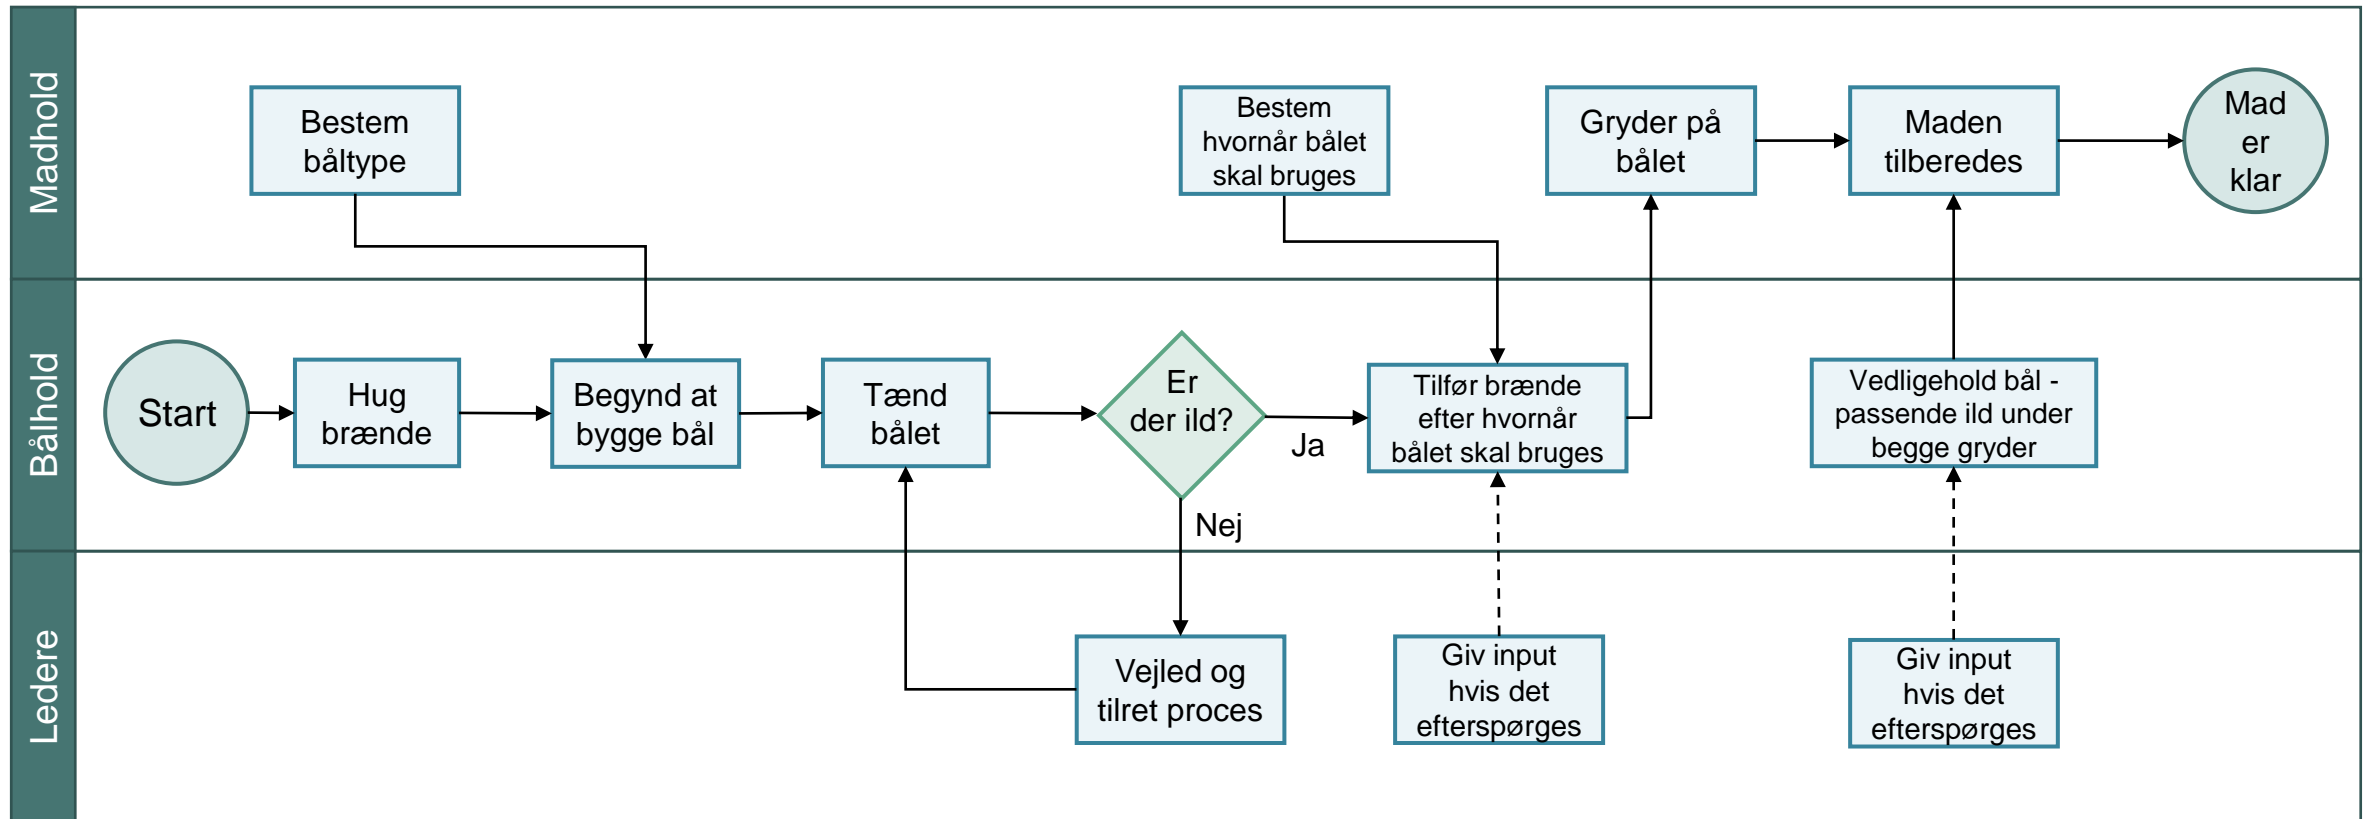 Madhold
Bestem
båltype
Bestem
hvornår bålet
skal bruges
Gryder på
bålet
Maden
tilberedes
Mad
er
klar
Bålhold
Start
Hug
brænde
Begynd at
bygge bål
Tænd
bålet
Er
der ild?
Ja
Nej
Tilfør brænde
efter hvornår
bålet skal bruges
Vedligehold bål -
passende ild under
begge gryder
Ledere
Vejled og
tilret proces
Giv input
hvis det
efterspørges
Giv input
hvis det
efterspørges